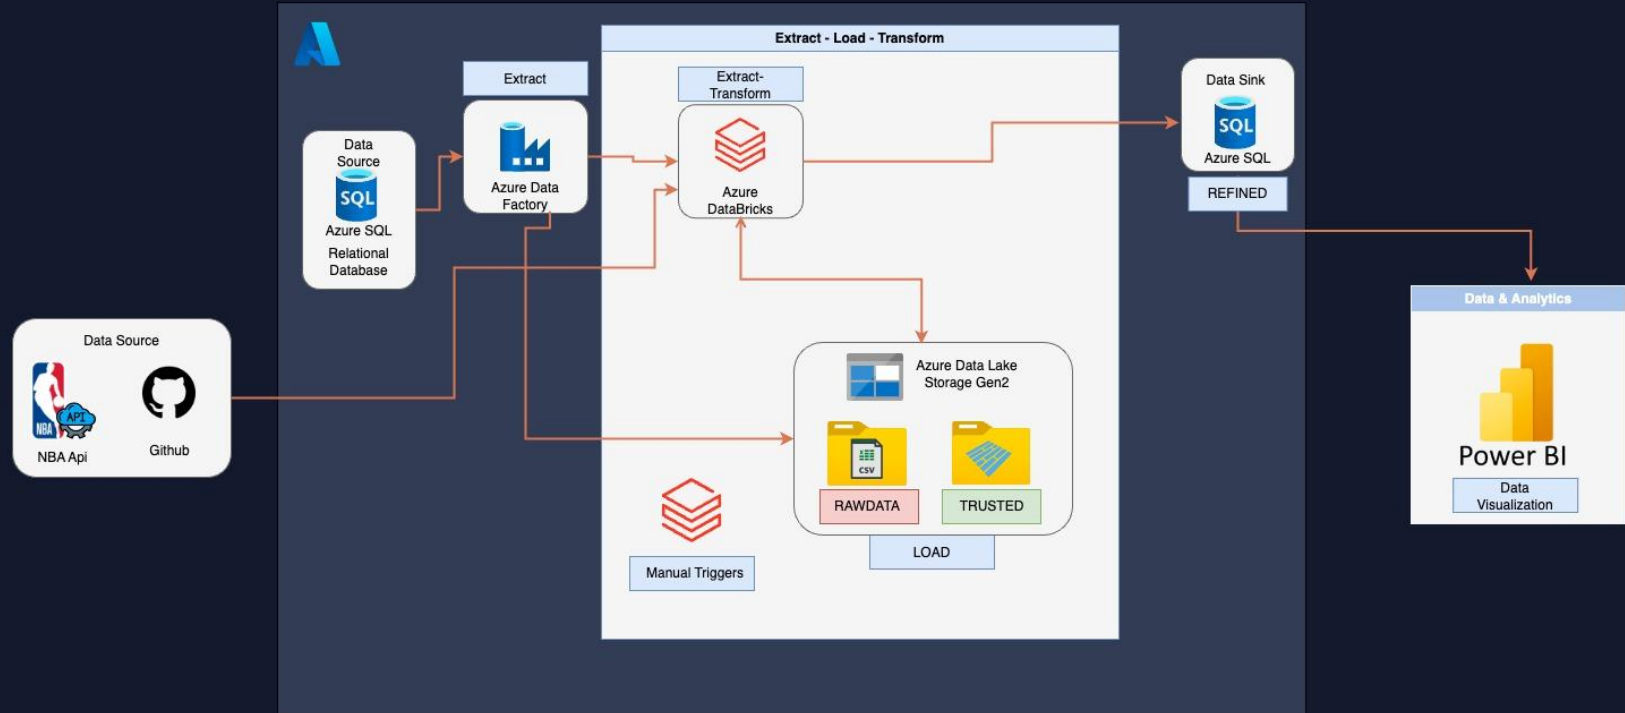 Extract - Load - Transform
Extract
Extract-
Transform
Data Sink
SQL
Azure SQL
REFINED
Data
Source
SQL
Azure SQL
Relational
Database
Azure Data
Factory
Azure
DataBricks
Data Source
API
NBA
NBA Api
Github
Azure Data Lake
Storage Gen2
CSV
RAWDATA
TRUSTED
LOAD
Manual Triggers
Data & Analytics
Power BI
Data
Visualization